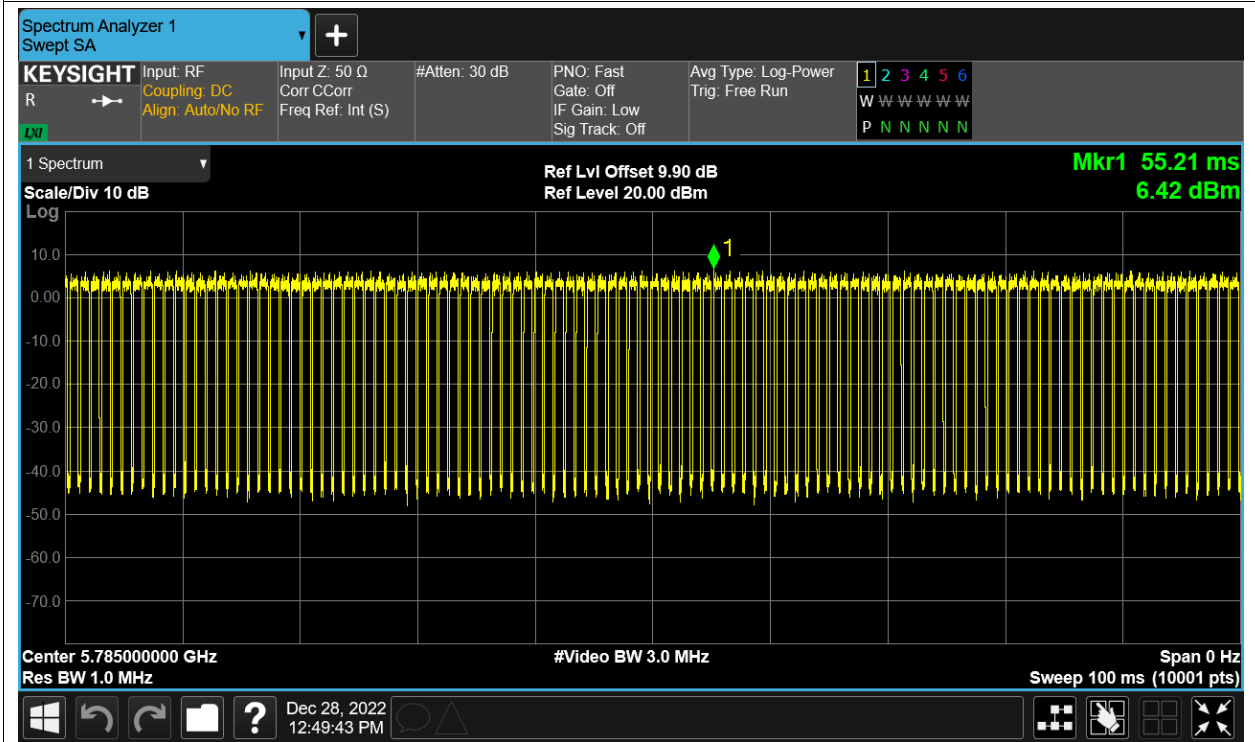 Spectrum Analyzer 1
Swept SA
+
KEYSIGHT
R
LXI
Input: RF
Coupling: DC
Align: Auto/No RF
Input Z: 50 Ω
Corr CCorr
Freq Ref: Int (S)
#Atten: 30 dB
PNO: Fast
Gate: Off
IF Gain: Low
Sig Track: Off
Avg Type: Log-Power
Trig: Free Run
1 2 3 4 5 6
W W W W W W
P N N N N N
1 Spectrum
Scale/Div 10 dB
Log
Ref Lvl Offset 9.90 dB
Ref Level 20.00 dBm
Mkr1 55.21 ms
6.42 dBm
1
10.0
0.00
-10.0
-20.0
-30.0
-40.0
-50.0
-60.0
-70.0
Center 5.785000000 GHz
Res BW 1.0 MHz
#Video BW 3.0 MHz
Span 0 Hz
Sweep 100 ms (10001 pts)
?
Dec 28, 2022
12:49:43 PM